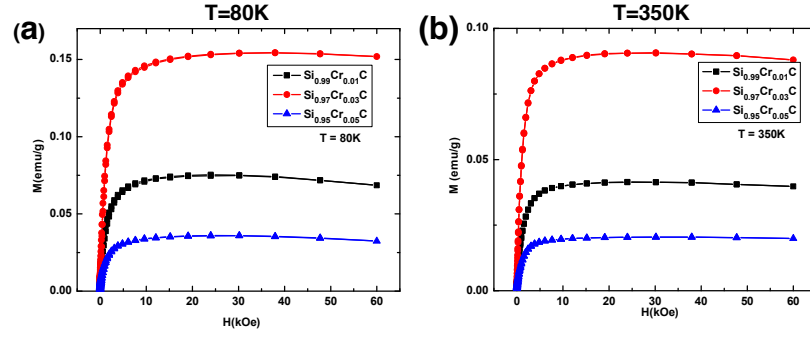 T=80K
(a)
0.15
0.10
0.05
0.00
M(emu/g)
Si0.99Cr0.01C
Si0.97Cr0.03C
Si0.95Cr0.05C
T = 80K
0 10 20 30 40 50 60
H(kOe)
T=350K
(b)
0.10
0.05
0.00
M (emu/g)
Si0.99Cr0.01C
Si0.97Cr0.03C
Si0.95Cr0.05C
T = 350K
0 10 20 30 40 50 60
H(kOe)